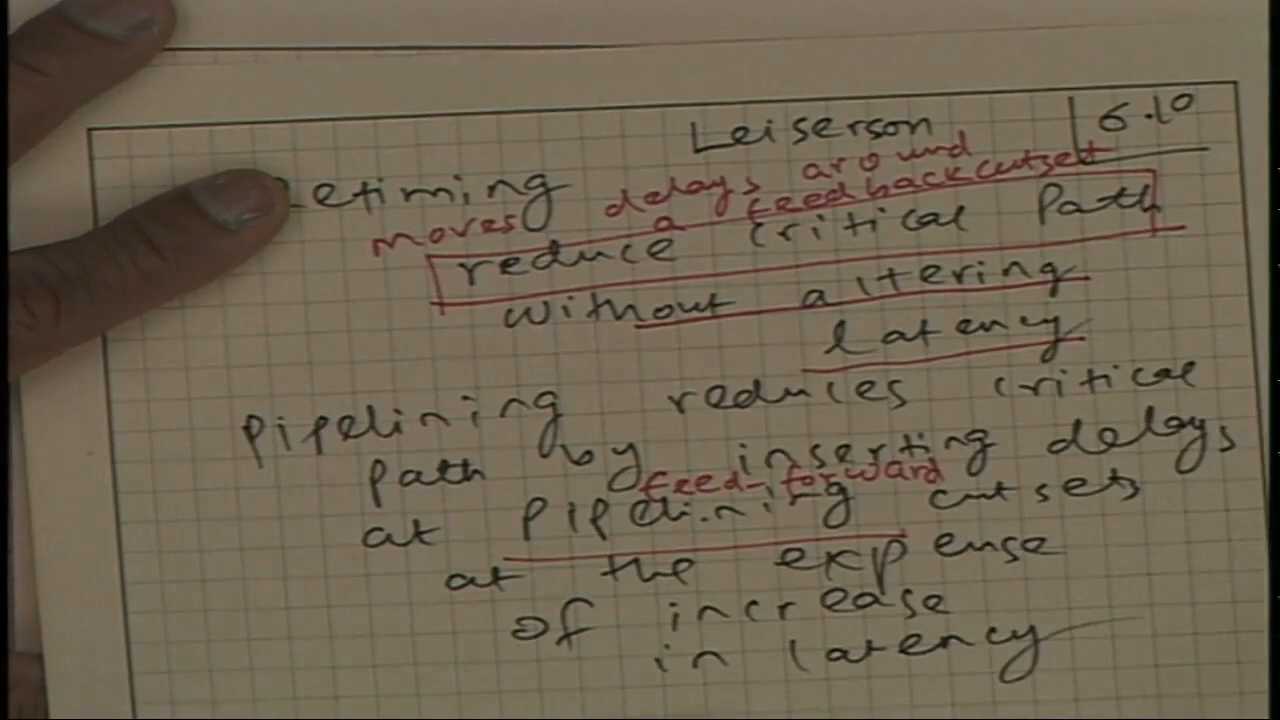 Leiserson 6.10
Retiming delays around
moves a feedback cutset
reduce critical Path
without altering
latency
Pipelining reduces critical
path by inserting delays
feed-forward
at pipelining cutsets
at the expense
of increase
in latency